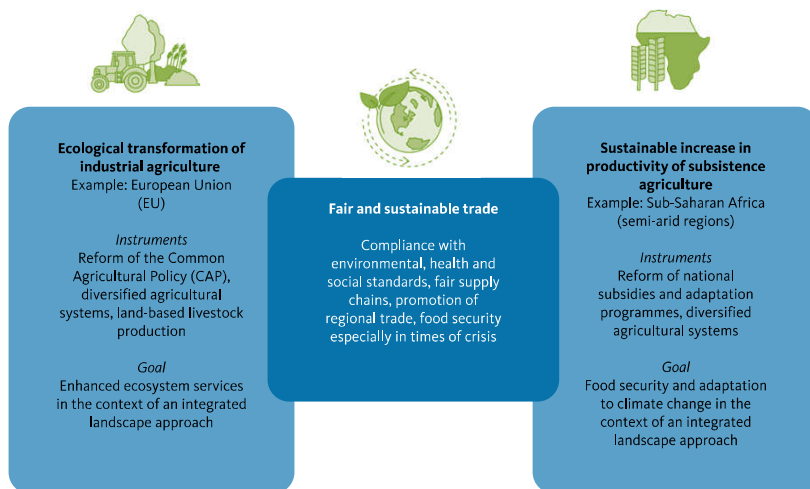 Ecological transformation of
industrial agriculture
Example: European Union
(EU)
Instruments
Reform of the Common
Agricultural Policy (CAP),
diversified agricultural
systems, land-based livestock
production
Goal
Enhanced ecosystem services
in the context of an integrated
landscape approach
Fair and sustainable trade
Compliance with
environmental, health and
social standards, fair supply
chains, promotion of
regional trade, food security
especially in times of crisis
Sustainable increase in
productivity of subsistence
agriculture
Example: Sub-Saharan Africa
(semi-arid regions)
Instruments
Reform of national
subsidies and adaptation
programmes, diversified
agricultural systems
Goal
Food security and adaptation
to climate change in the
context of an integrated
landscape approach